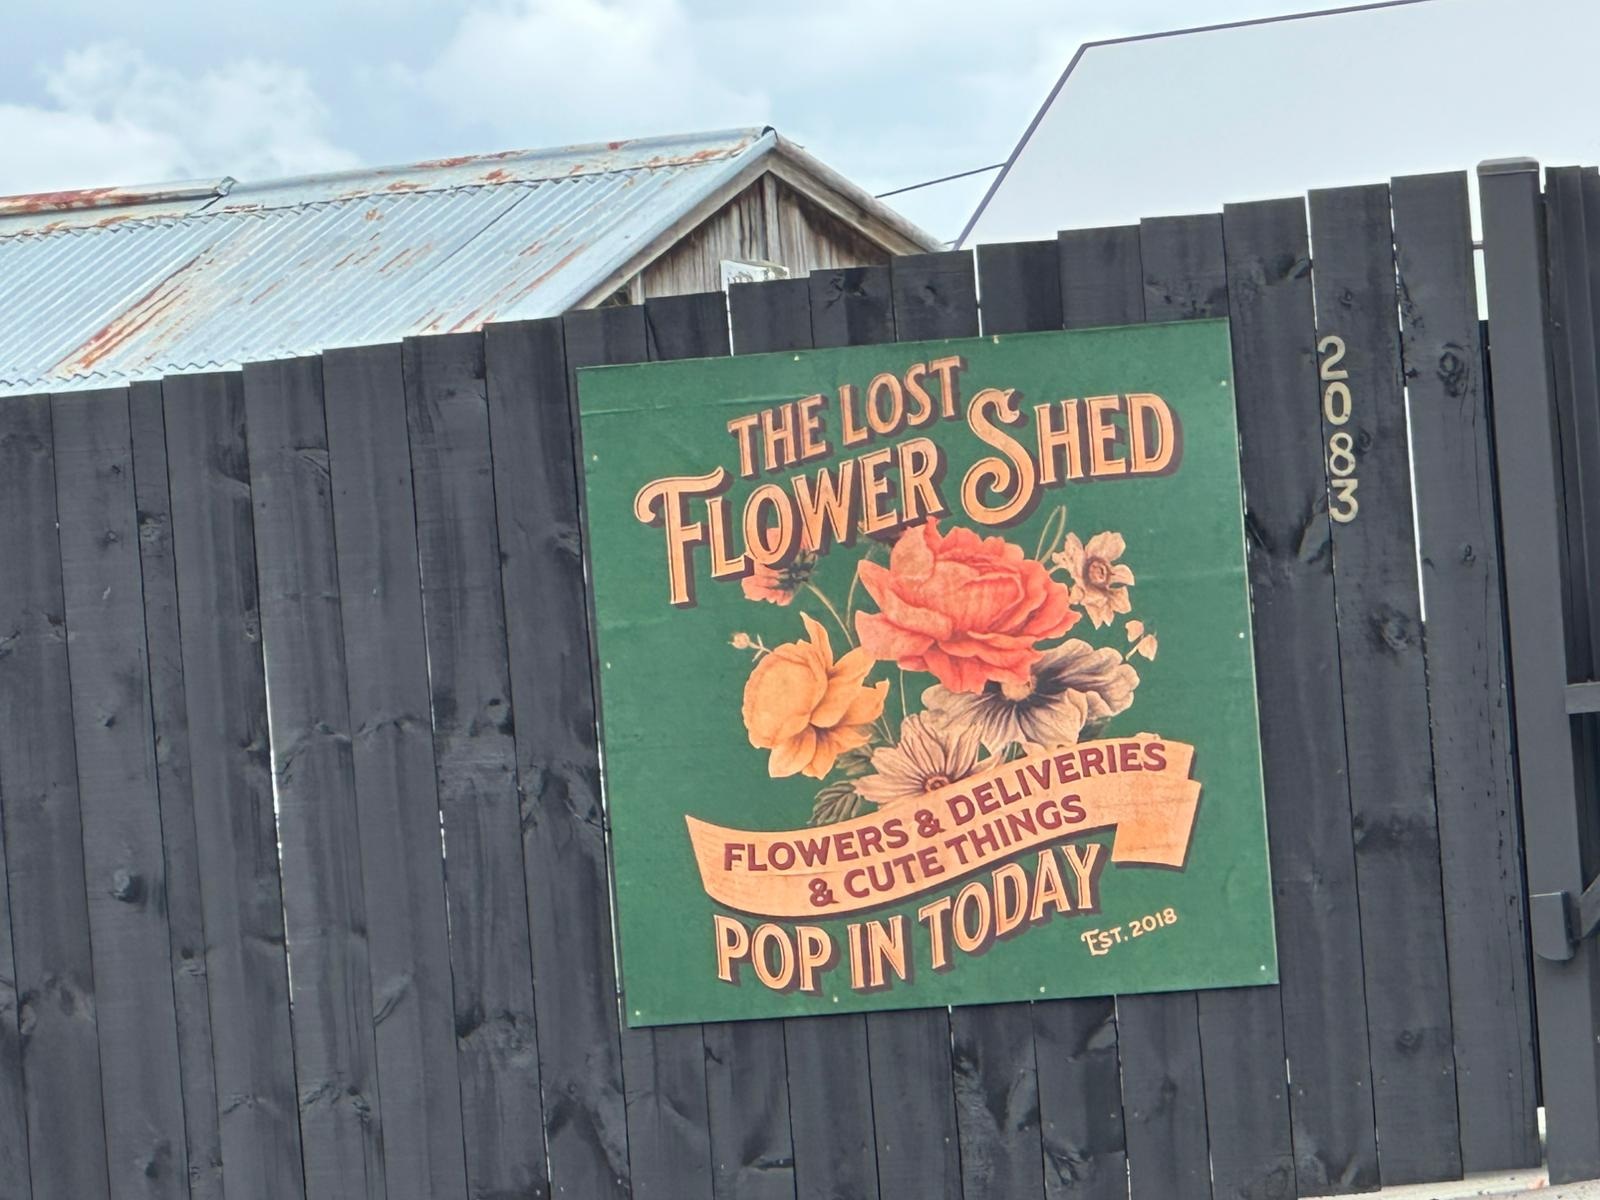 THE LOST
FLOWER SHED
FLOWERS & DELIVERIES
& CUTE THINGS
POP IN TODAY
EST. 2018
2083